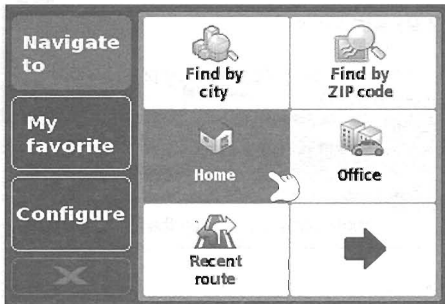 Navigate
to
My
favorite
Configure
Find by
city
Find by
ZIP code
Home
Office
Recent
route